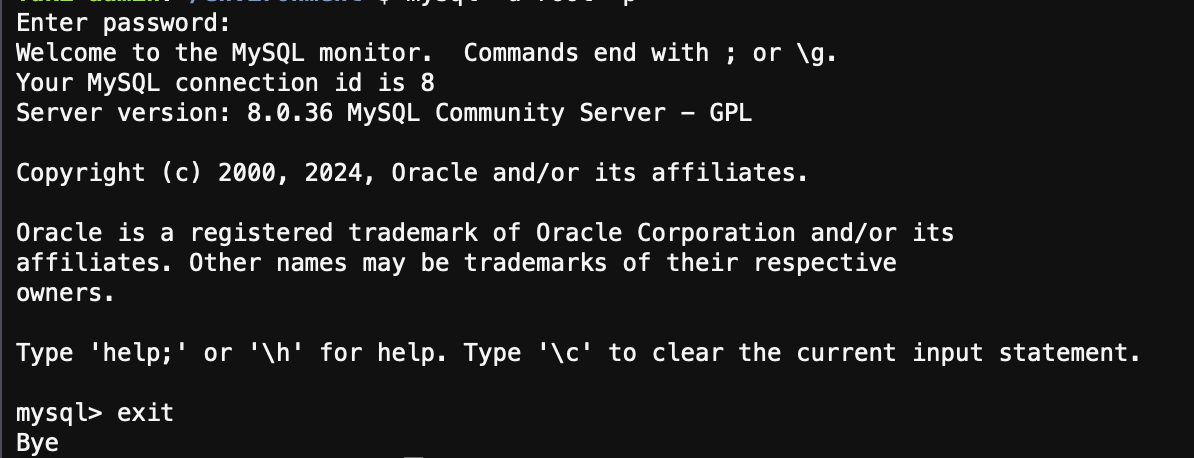 Enter password:
Welcome to the MySQL monitor.  Commands end with ; or \g.
Your MySQL connection id is 8
Server version: 8.0.36 MySQL Community Server - GPL
Copyright (c) 2000, 2024, Oracle and/or its affiliates.
Oracle is a registered trademark of Oracle Corporation and/or its
affiliates. Other names may be trademarks of their respective
owners.
Type 'help;' or '\h' for help. Type '\c' to clear the current input statement.
mysql> exit
Bye